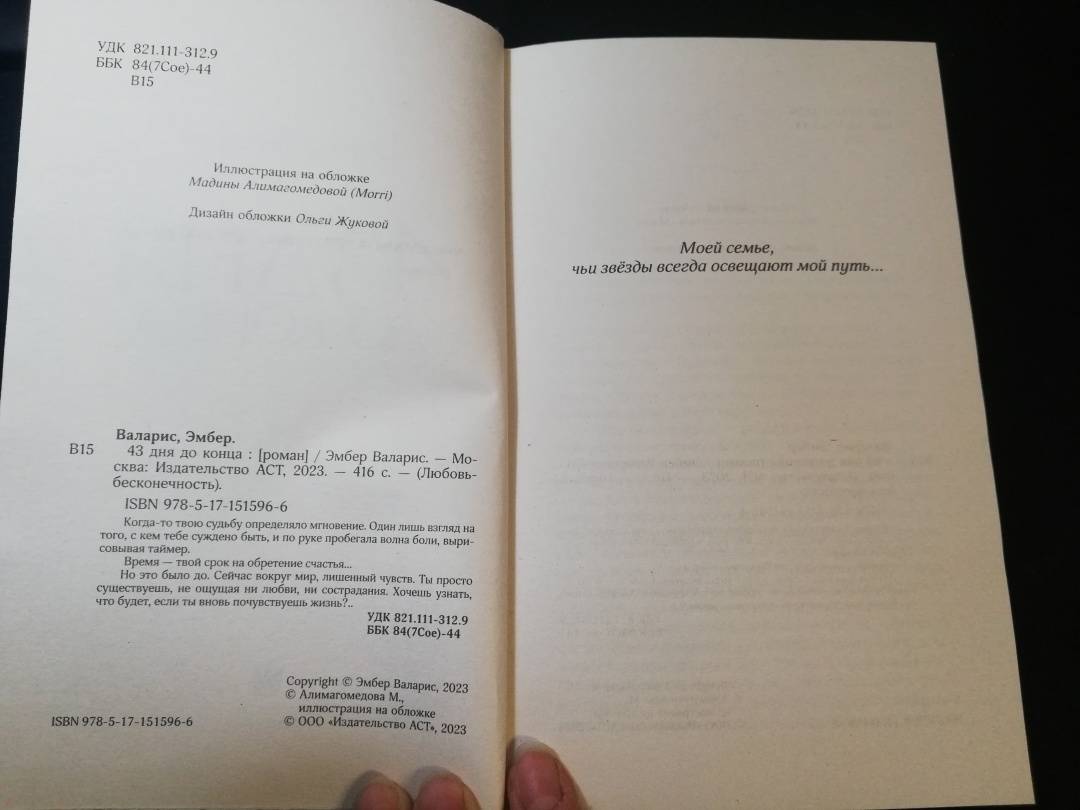 УДК 821.111-312.9
ББК 84(7Сое)-44
В15
Иллюстрация на обложке
Мадины Алимагомедовой (Morri)
Дизайн обложки Ольги Жуковой
Валарис, Эмбер.
В15 43 дня до конца : [роман] / Эмбер Валарис. — Мо-
сква: Издательство АСТ, 2023. — 416 с. — (Любовь-
бесконечность).
ISBN 978-5-17-151596-6
Когда-то твою судьбу определяло мгновение. Один лишь взгляд на
того, с кем тебе суждено быть, и по руке пробегала волна боли, выри-
совывая таймер.
Время — твой срок на обретение счастья...
Но это было до. Сейчас вокруг мир, лишенный чувств. Ты просто
существуешь, не ощущая ни любви, ни сострадания. Хочешь узнать,
что будет, если ты вновь почувствуешь жизнь?..
УДК 821.111-312.9
ББК 84(7Сое)-44
Copyright © Эмбер Валарис, 2023
© Алимагомедова М.,
иллюстрация на обложке
ISBN 978-5-17-151596-6 © ООО «Издательство АСТ», 2023
Моей семье,
чьи звёзды всегда освещают мой путь...